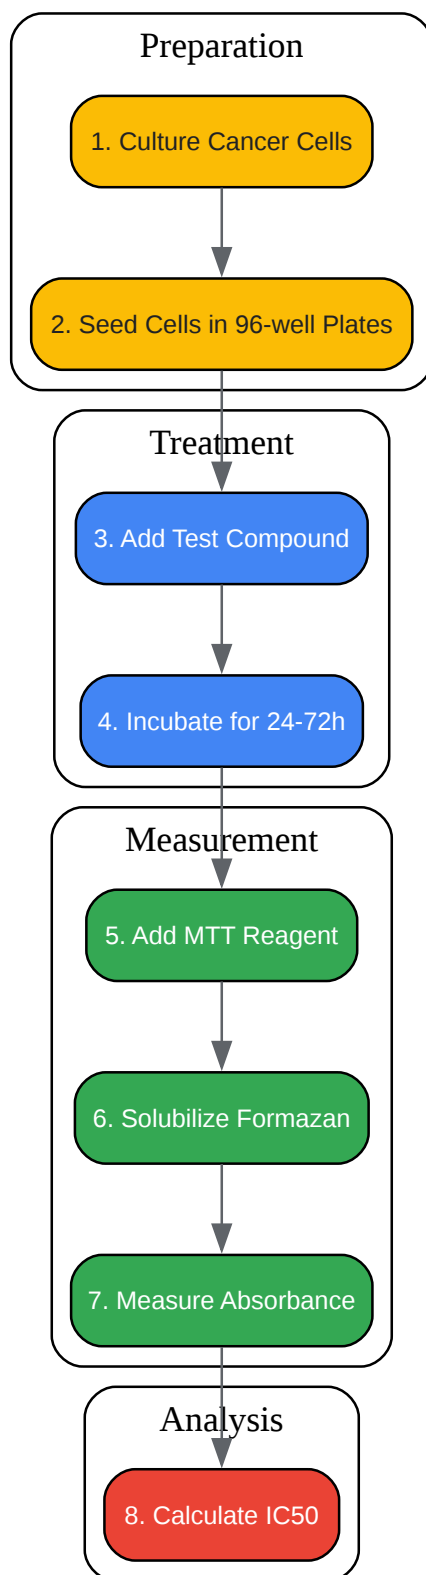 Preparation
1. Culture Cancer Cells
2. Seed Cells in 96-well Plates
Treatment
3. Add Test Compound
4. Incubate for 24-72h
Measurement
5. Add MTT Reagent
6. Solubilize Formazan
7. Measure Absorbance
Analysis
8. Calculate IC50